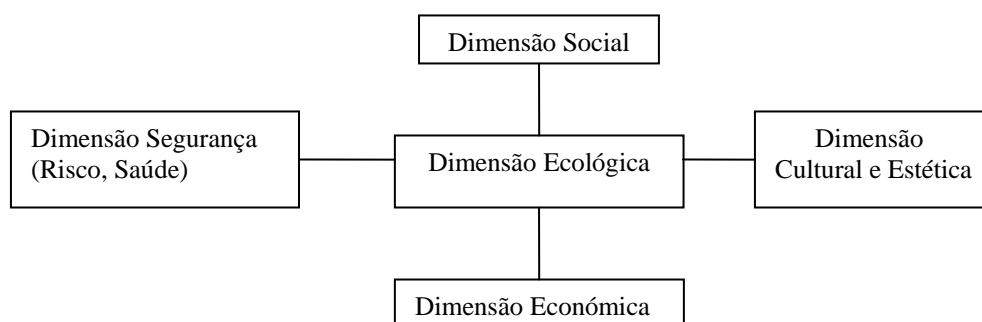 Dimensão Social
Dimensão Segurança
(Risco, Saúde)
Dimensão Ecológica
Dimensão
Cultural e Estética
Dimensão Económica